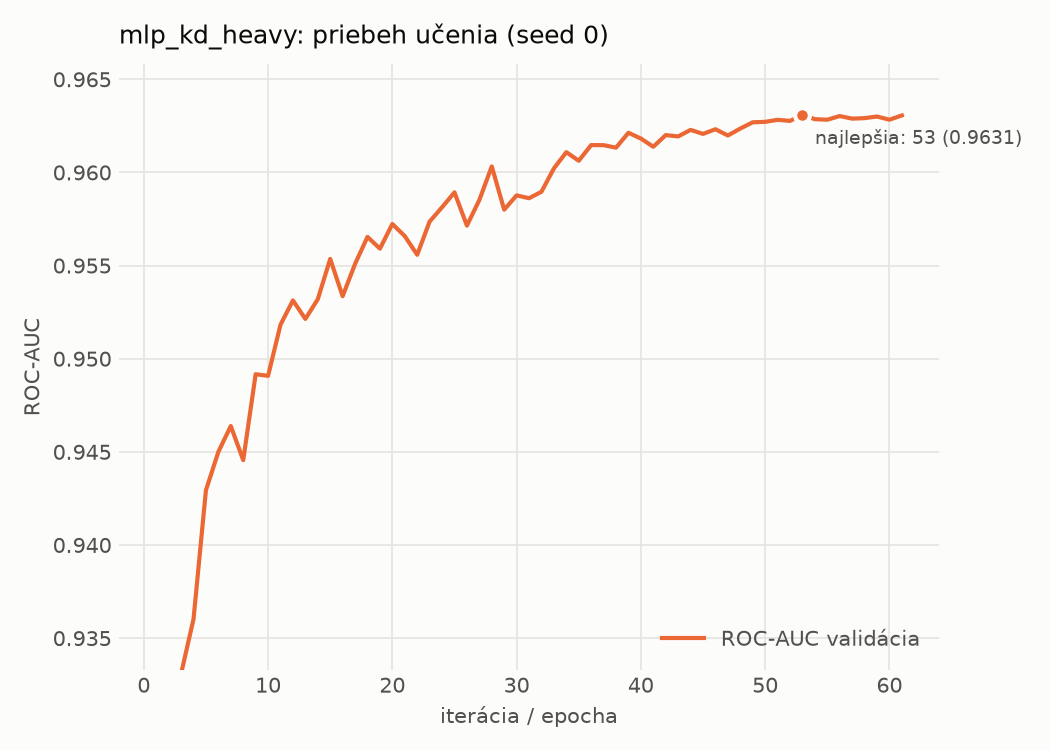 mlp_kd_heavy: priebeh učenia (seed 0)
0.965
0.960
0.955
0.950
0.945
0.940
0.935
ROC-AUC
najlepšia: 53 (0.9631)
ROC-AUC validácia
0 10 20 30 40 50 60
iterácia / epocha